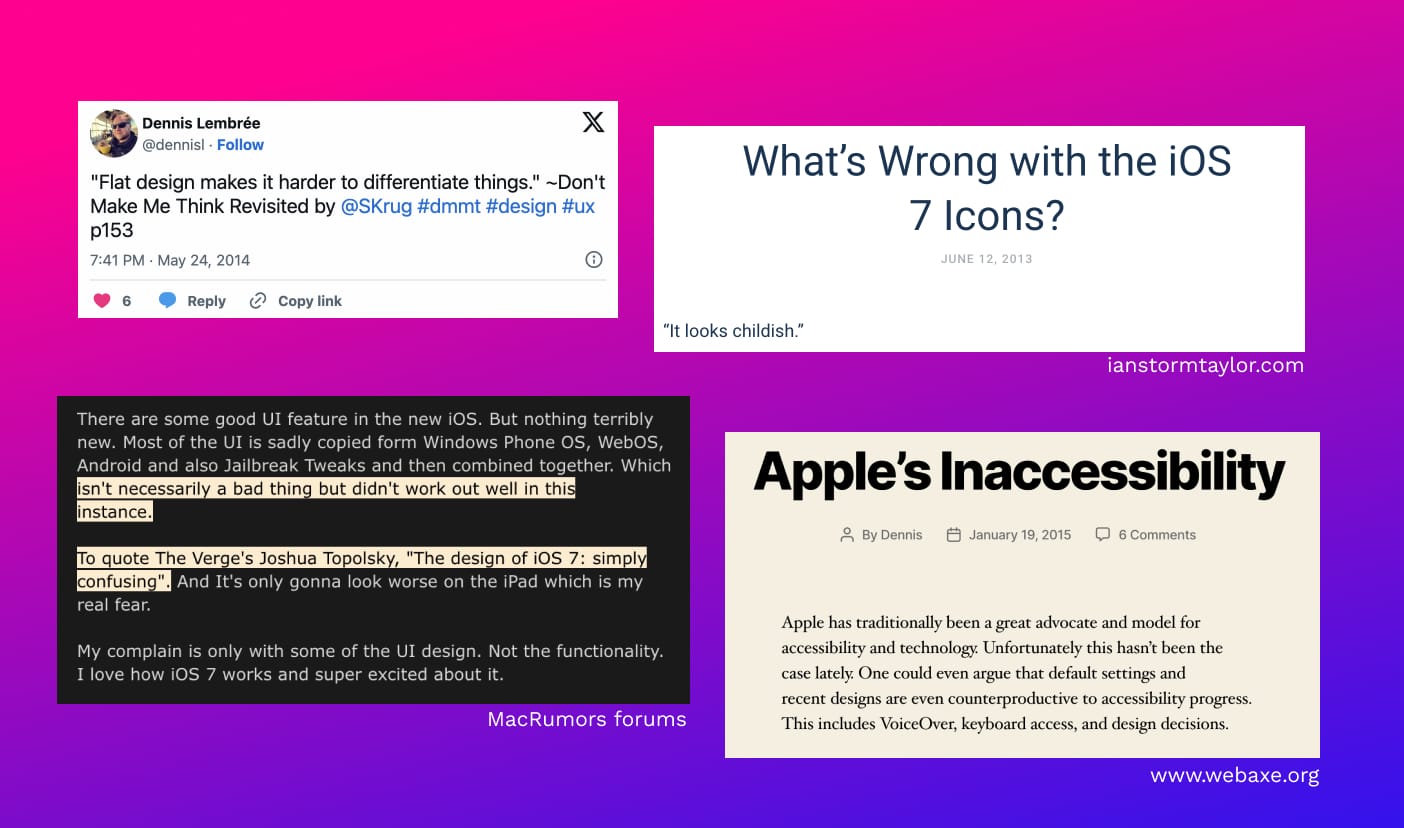 Dennis Lembrée
@dennisl · Follow
"Flat design makes it harder to differentiate things." ~Don't
Make Me Think Revisited by @SKrug #dmmt #design #ux
p153
7:41 PM · May 24, 2014
6 Reply Copy link
What’s Wrong with the iOS
7 Icons?
JUNE 12, 2013
“It looks childish.”
ianstormtaylor.com
There are some good UI feature in the new iOS. But nothing terribly
new. Most of the UI is sadly copied form Windows Phone OS, WebOS,
Android and also Jailbreak Tweaks and then combined together. Which
isn't necessarily a bad thing but didn't work out well in this
instance.
To quote The Verge's Joshua Topolsky, "The design of iOS 7: simply
confusing". And It's only gonna look worse on the iPad which is my
real fear.
My complain is only with some of the UI design. Not the functionality.
I love how iOS 7 works and super excited about it.
MacRumors forums
Apple’s Inaccessibility
By Dennis January 19, 2015 6 Comments
Apple has traditionally been a great advocate and model for
accessibility and technology. Unfortunately this hasn’t been the
case lately. One could even argue that default settings and
recent designs are even counterproductive to accessibility progress.
This includes VoiceOver, keyboard access, and design decisions.
www.webaxe.org